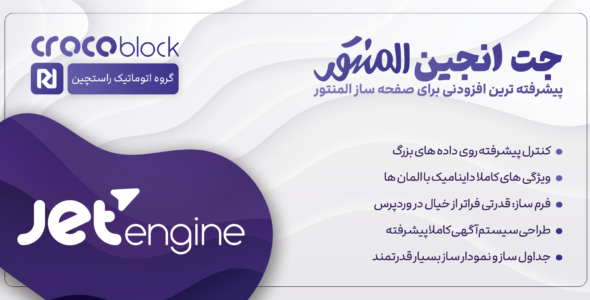 crocoblock
گروه اتوماتیک راستچین
جت انجین المنتور
پیشرفته ترین افزودنی برای صفحه ساز المنتور
کنترل پیشرفته روی داده های بزرگ
ویژگی های کاملا داینامیک با المان ها
فرم ساز، قدرتی فراتر از خیال در وردپرس
طراحی سیستم آگهی کاملا پیشرفته
جداول ساز و نمودار ساز بسیار قدرتمند
Jet engine